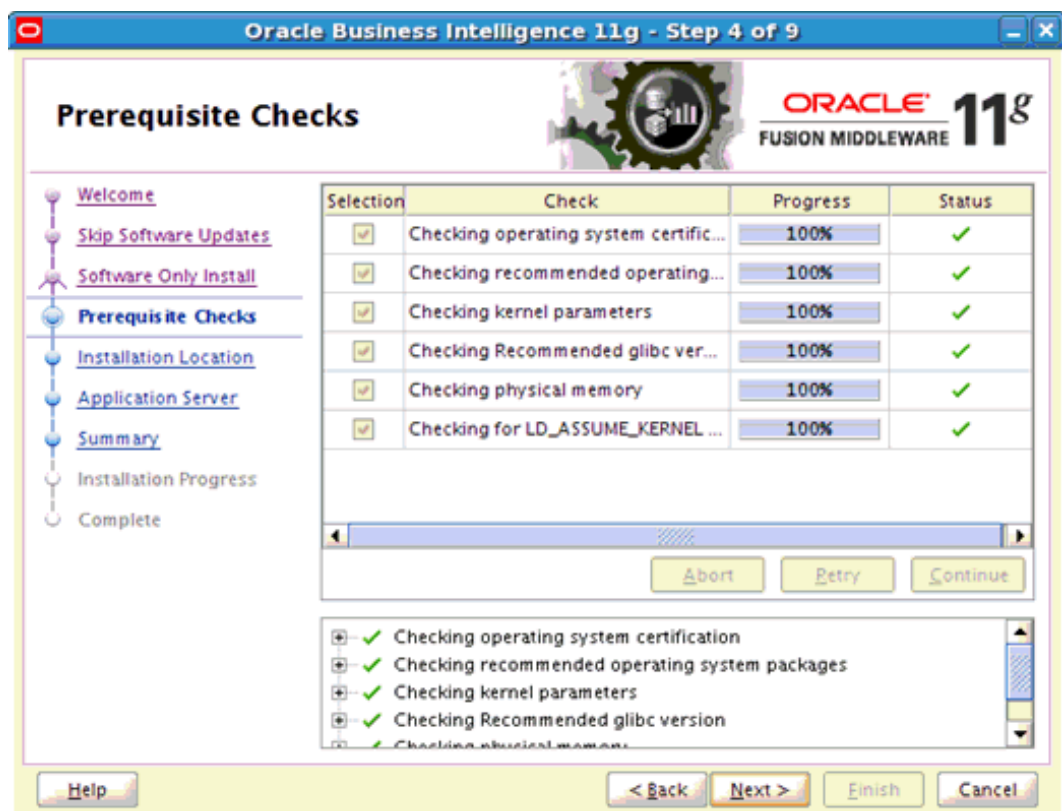 Oracle Business Intelligence 11g - Step 4 of 9
Prerequisite Checks
ORACLE
FUSION MIDDLEWARE
11g
Welcome
Skip Software Updates
Software Only Install
Prerequisite Checks
Installation Location
Application Server
Summary
Installation Progress
Complete
Selection Check Progress Status
Checking operating system certific... 100%
Checking recommended operating... 100%
Checking kernel parameters 100%
Checking Recommended glibc ver... 100%
Checking physical memory 100%
Checking for LD_ASSUME_KERNEL ... 100%
Abort Retry Continue
Checking operating system certification
Checking recommended operating system packages
Checking kernel parameters
Checking Recommended glibc version
Checking physical memory
Help < Back Next > Finish Cancel